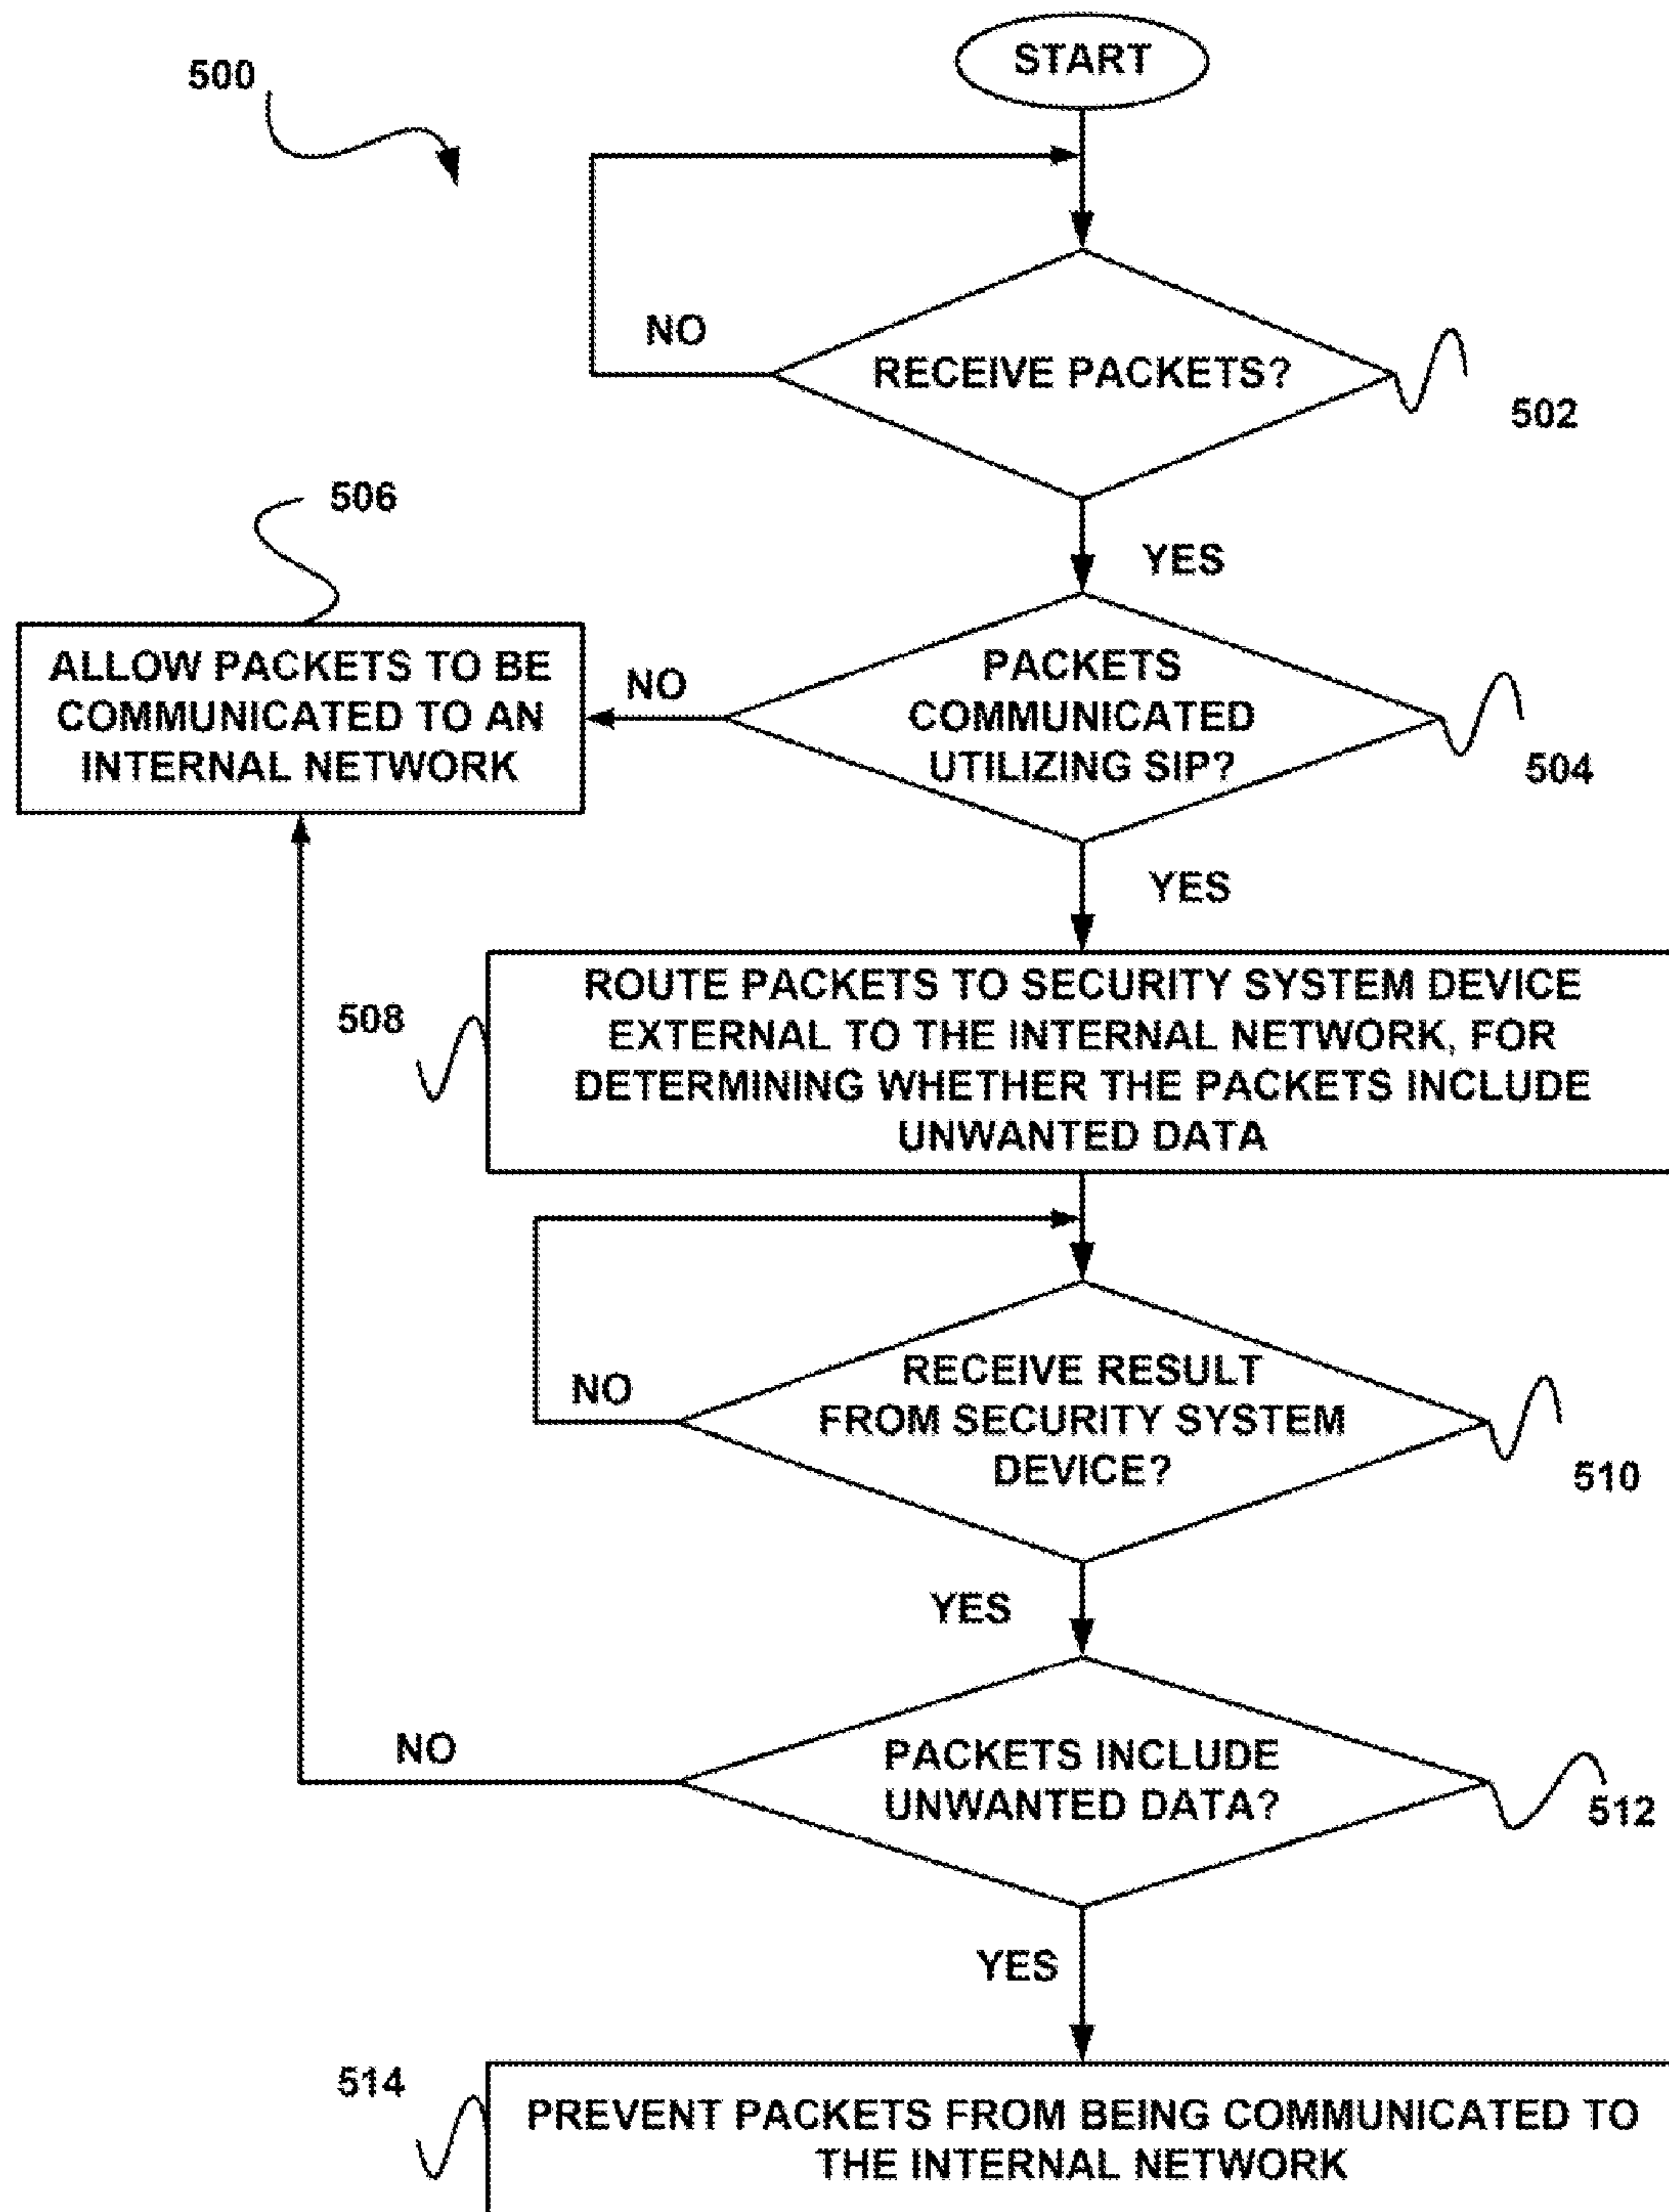 START
500
NO
RECEIVE PACKETS?
502
506
YES
ALLOW PACKETS TO BE
COMMUNICATED TO AN
INTERNAL NETWORK
NO
PACKETS
COMMUNICATED
UTILIZING SIP?
504
YES
508
ROUTE PACKETS TO SECURITY SYSTEM DEVICE
EXTERNAL TO THE INTERNAL NETWORK, FOR
DETERMINING WHETHER THE PACKETS INCLUDE
UNWANTED DATA
NO
RECEIVE RESULT
FROM SECURITY SYSTEM
DEVICE?
510
YES
NO
PACKETS INCLUDE
UNWANTED DATA?
512
YES
514
PREVENT PACKETS FROM BEING COMMUNICATED TO
THE INTERNAL NETWORK